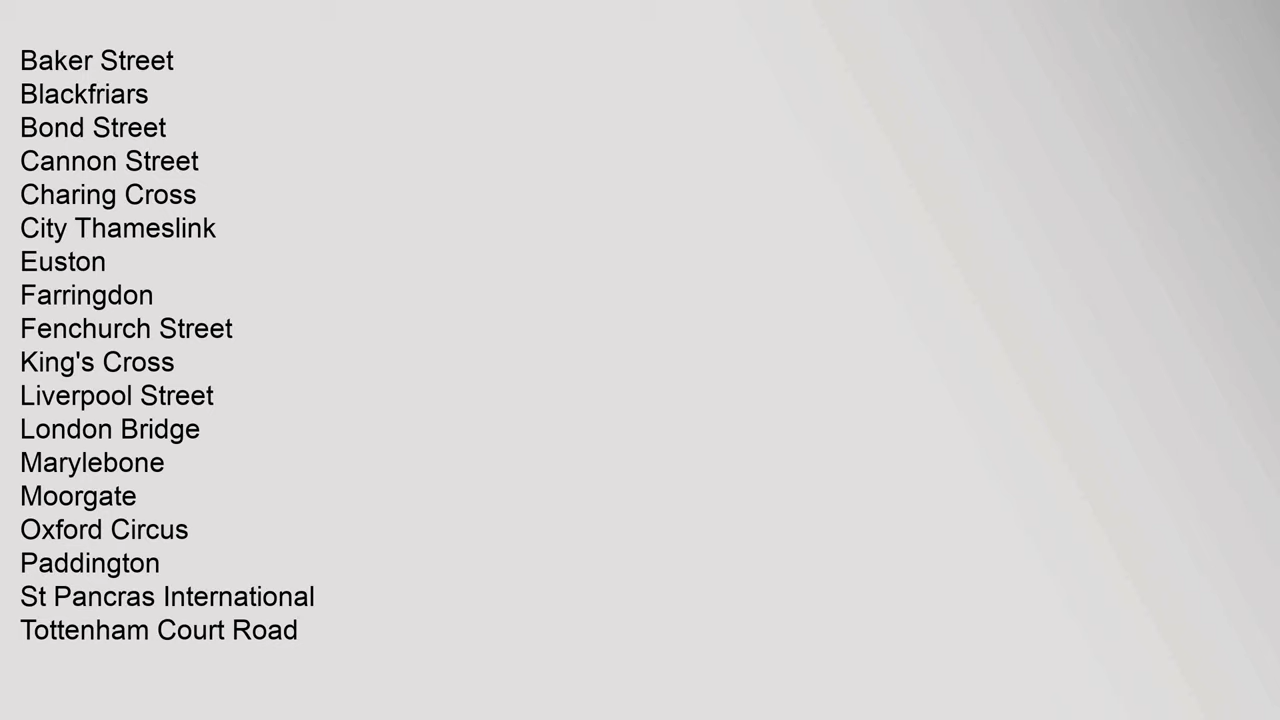 Baker Street
Blackfriars
Bond Street
Cannon Street
Charing Cross
City Thameslink
Euston
Farringdon
Fenchurch Street
King's Cross
Liverpool Street
London Bridge
Marylebone
Moorgate
Oxford Circus
Paddington
St Pancras International
Tottenham Court Road